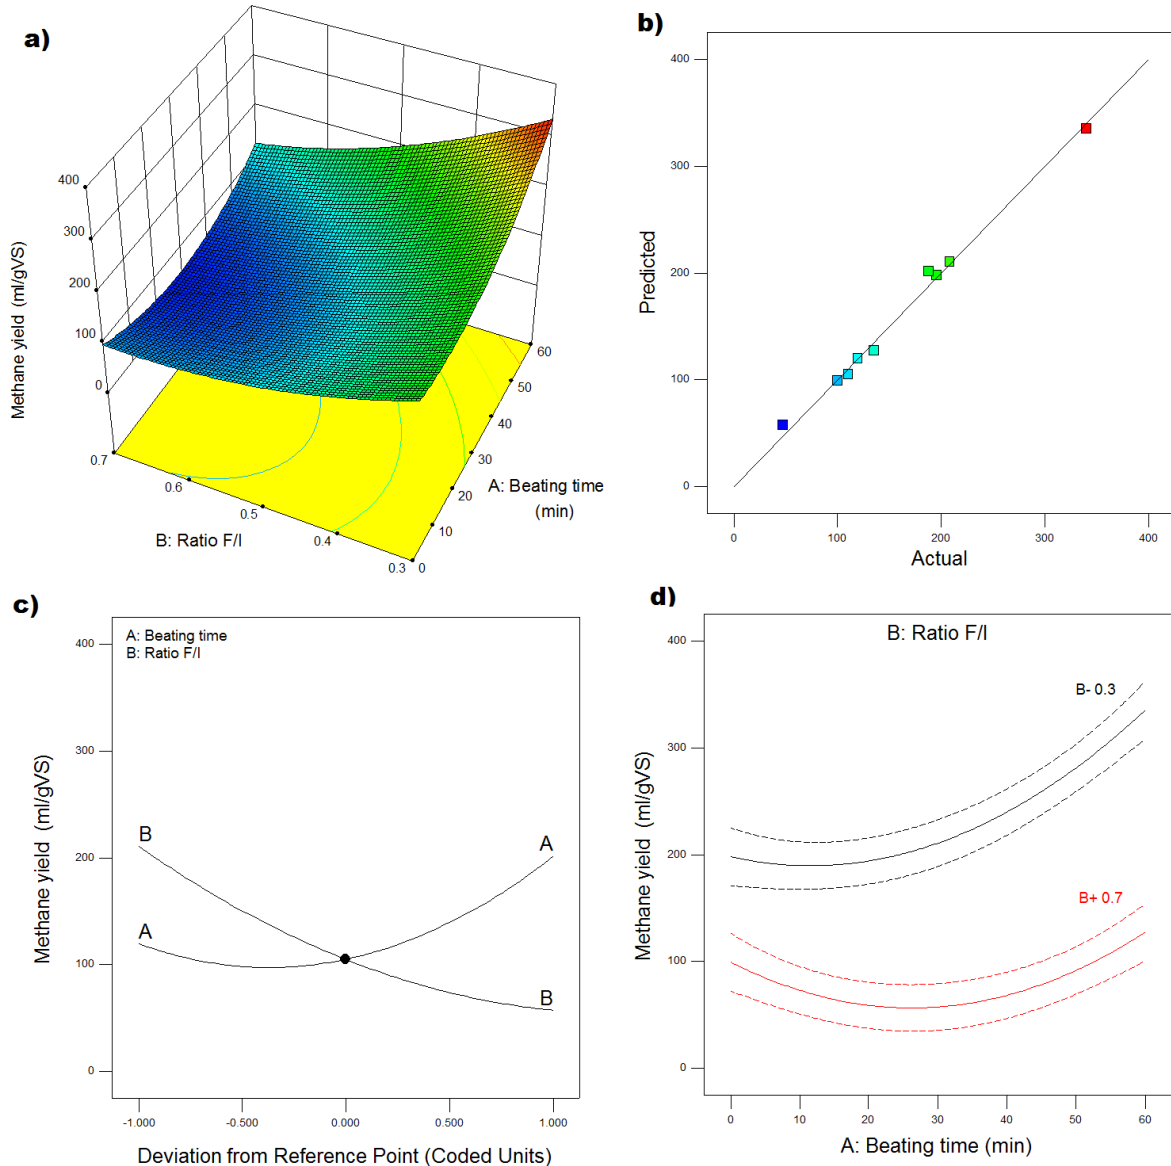 a)
Methane yield (ml/gVS)
400
300
200
100
0
0.7
0.6
0.5
0.4
0.3
B: Ratio F/I
0
10
20
30
40
50
60
A: Beating time
(min)
b)
Predicted
400
300
200
100
0
0
100
200
300
400
Actual
c)
A: Beating time
B: Ratio F/I
Methane yield (ml/gVS)
400
300
200
100
0
B
A
A
B
-1.000
-0.500
0.000
0.500
1.000
Deviation from Reference Point (Coded Units)
d)
B: Ratio F/I
Methane yield (ml/gVS)
400
300
200
100
0
B- 0.3
B+ 0.7
0
10
20
30
40
50
60
A: Beating time (min)